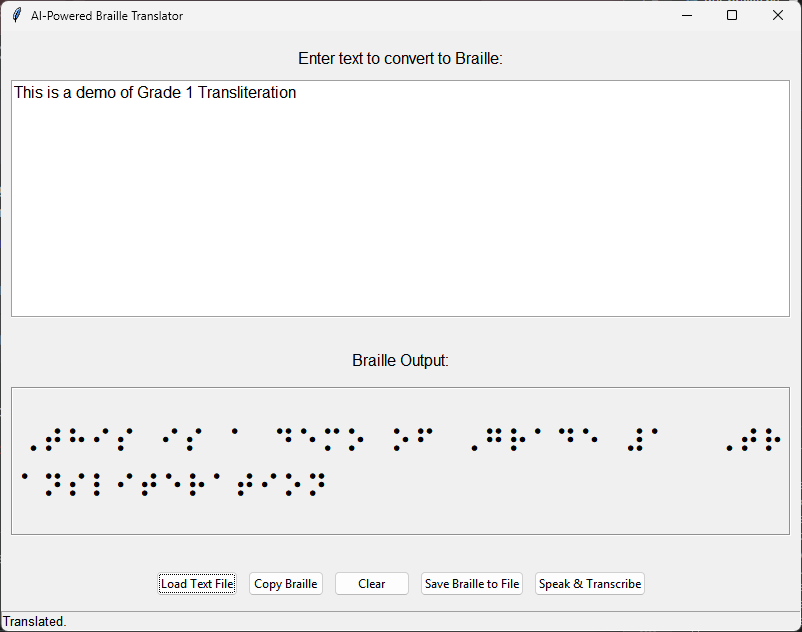 AI-Powered Braille Translator
Enter text to convert to Braille:
This is a demo of Grade 1 Transliteration
Braille Output:
⠠⠞⠓⠊⠎ ⠊⠎ ⠁ ⠙⠑⠍⠕ ⠕⠋ ⠠⠛⠗⠁⠙⠑ ⠼⠁  ⠠⠞⠗
⠁⠝⠎⠇⠊⠞⠑⠗⠁⠞⠊⠕⠝
Load Text File Copy Braille Clear Save Braille to File Speak & Transcribe
Translated.